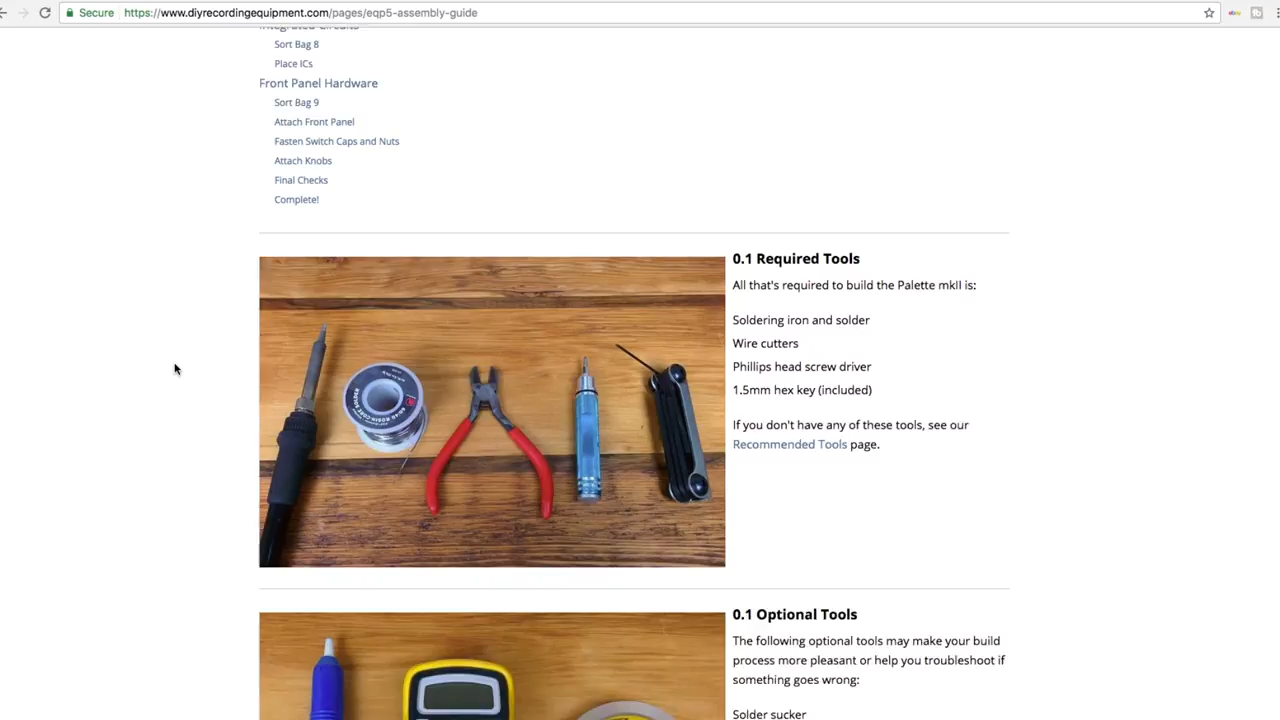 Secure https://www.diyrecordingequipment.com/pages/eqp5-assembly-guide
Integrated Circuits
Sort Bag 8
Place ICs
Front Panel Hardware
Sort Bag 9
Attach Front Panel
Fasten Switch Caps and Nuts
Attach Knobs
Final Checks
Complete!
0.1 Required Tools
All that's required to build the Palette mkII is:
Soldering iron and solder
Wire cutters
Phillips head screw driver
1.5mm hex key (included)
If you don't have any of these tools, see our
Recommended Tools page.
0.1 Optional Tools
The following optional tools may make your build
process more pleasant or help you troubleshoot if
something goes wrong:
Solder sucker